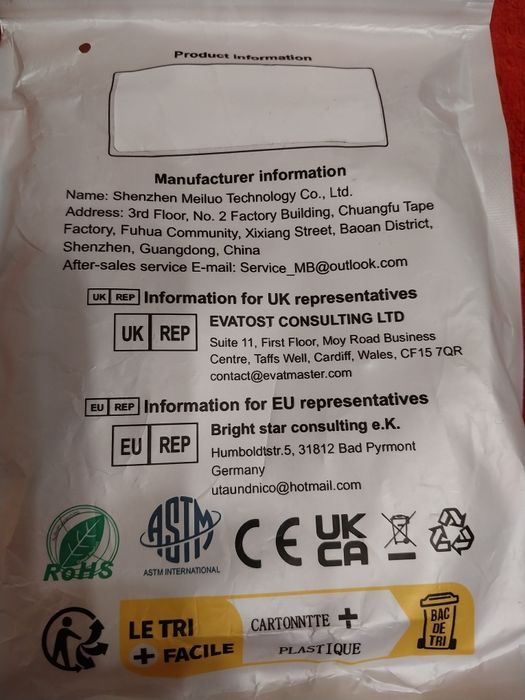 Product Information
Manufacturer information
Name: Shenzhen Meiluo Technology Co., Ltd.
Address: 3rd Floor, No. 2 Factory Building, Chuangfu Tape
Factory, Fuhua Community, Xixiang Street, Baoan District,
Shenzhen, Guangdong, China
After-sales service E-mail: Service_MB@outlook.com
UK REP Information for UK representatives
UK REP
EVATOST CONSULTING LTD
Suite 11, First Floor, Moy Road Business
Centre, Taffs Well, Cardiff, Wales, CF15 7QR
contact@evatmaster.com
EU REP Information for EU representatives
EU REP
Bright star consulting e.K.
Humboldtstr.5, 31812 Bad Pyrmont
Germany
utaundnico@hotmail.com
RoHS
ASTM
ASTM INTERNATIONAL
CE
UK
CA
LE TRI
+ FACILE
CARTONNTTE +
PLASTIQUE
BAC
DE
TRI